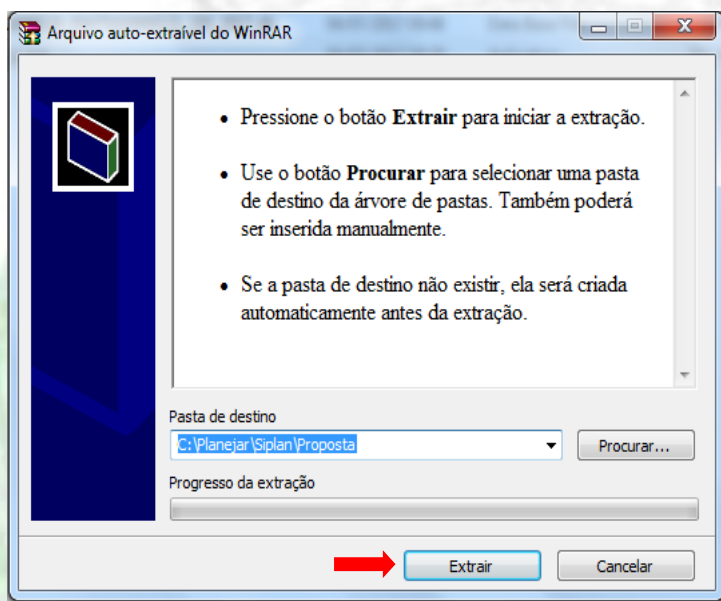 Arquivo auto-extraível do WinRAR
• Pressione o botão Extrair para iniciar a extração.
• Use o botão Procurar para selecionar uma pasta
de destino da árvore de pastas. Também poderá
ser inserida manualmente.
• Se a pasta de destino não existir, ela será criada
automaticamente antes da extração.
Pasta de destino
C:\Planejar\Siplan\Proposta
Procurar...
Progresso da extração
Extrair
Cancelar